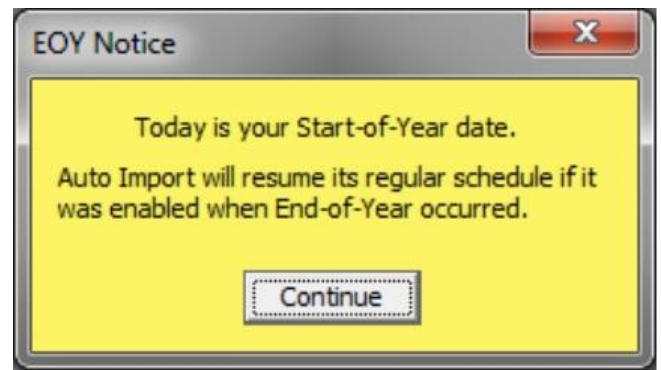 EOY Notice
Today is your Start-of-Year date.
Auto Import will resume its regular schedule if it
was enabled when End-of-Year occurred.
Continue